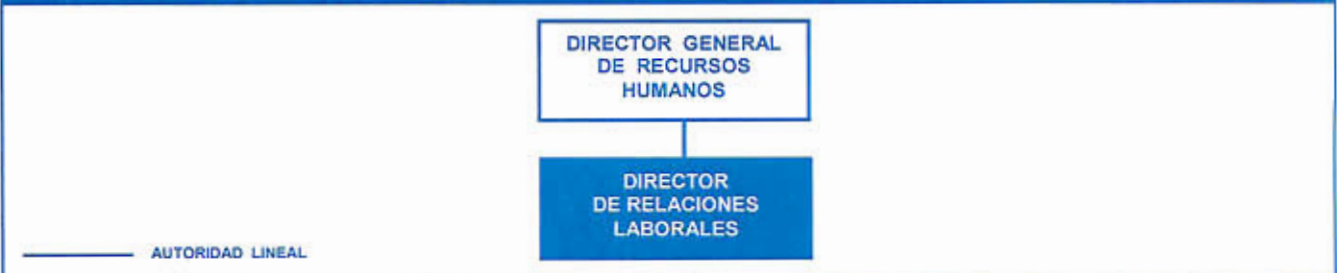 DIRECTOR GENERAL
DE RECURSOS
HUMANOS
DIRECTOR
DE RELACIONES
LABORALES
AUTORIDAD LINEAL